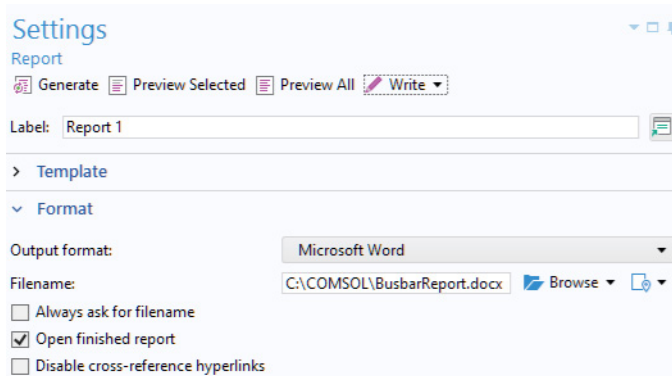 Settings
Report
Generate Preview Selected Preview All Write
Label: Report 1
Template
Format
Output format: Microsoft Word
Filename: C:\COMSOL\BusbarReport.docx Browse
Always ask for filename
Open finished report
Disable cross-reference hyperlinks